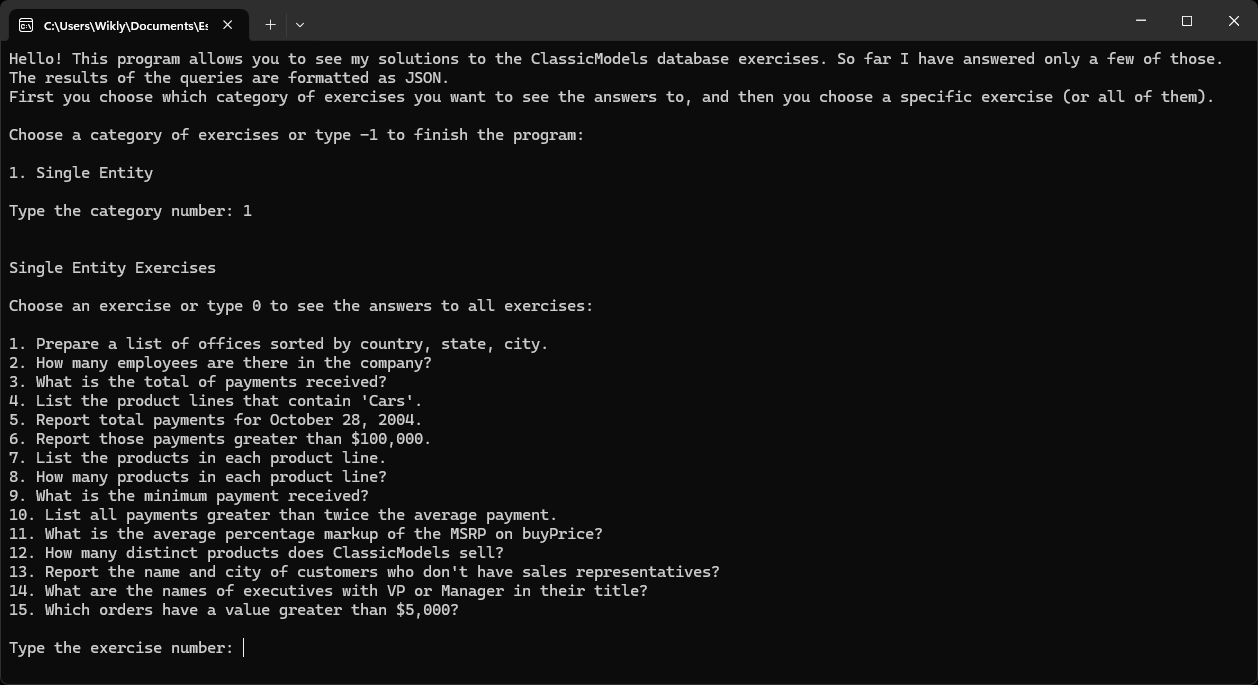 C:\Users\Wikly\Documents\Es
Hello! This program allows you to see my solutions to the ClassicModels database exercises. So far I have answered only a few of those.
The results of the queries are formatted as JSON.
First you choose which category of exercises you want to see the answers to, and then you choose a specific exercise (or all of them).
Choose a category of exercises or type -1 to finish the program:
1. Single Entity
Type the category number: 1
Single Entity Exercises
Choose an exercise or type 0 to see the answers to all exercises:
1. Prepare a list of offices sorted by country, state, city.
2. How many employees are there in the company?
3. What is the total of payments received?
4. List the product lines that contain 'Cars'.
5. Report total payments for October 28, 2004.
6. Report those payments greater than $100,000.
7. List the products in each product line.
8. How many products in each product line?
9. What is the minimum payment received?
10. List all payments greater than twice the average payment.
11. What is the average percentage markup of the MSRP on buyPrice?
12. How many distinct products does ClassicModels sell?
13. Report the name and city of customers who don't have sales representatives?
14. What are the names of executives with VP or Manager in their title?
15. Which orders have a value greater than $5,000?
Type the exercise number: